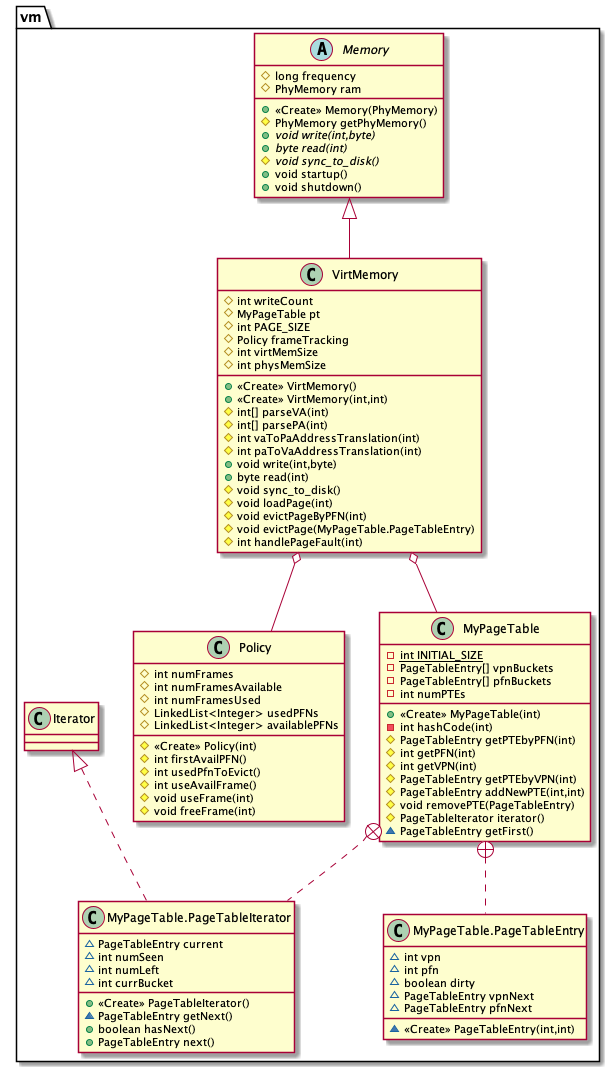 vm
A Memory
long frequency
PhyMemory ram
«Create» Memory(PhyMemory)
PhyMemory getPhyMemory()
void write(int,byte)
byte read(int)
void sync_to_disk()
void startup()
void shutdown()
C VirtMemory
int writeCount
MyPageTable pt
int PAGE_SIZE
Policy frameTracking
int virtMemSize
int physMemSize
«Create» VirtMemory()
«Create» VirtMemory(int,int)
int[] parseVA(int)
int[] parsePA(int)
int vaToPaAddressTranslation(int)
int paToVaAddressTranslation(int)
void write(int,byte)
byte read(int)
void sync_to_disk()
void loadPage(int)
void evictPageByPFN(int)
void evictPage(MyPageTable.PageTableEntry)
int handlePageFault(int)
C Policy
int numFrames
int numFramesAvailable
int numFramesUsed
LinkedList<Integer> usedPFNs
LinkedList<Integer> availablePFNs
«Create» Policy(int)
int firstAvailPFN()
int usedPfnToEvict()
int useAvailFrame()
void useFrame(int)
void freeFrame(int)
C MyPageTable
int INITIAL_SIZE
PageTableEntry[] vpnBuckets
PageTableEntry[] pfnBuckets
int numPTEs
«Create» MyPageTable(int)
int hashCode(int)
PageTableEntry getPTEbyPFN(int)
int getPFN(int)
int getVPN(int)
PageTableEntry getPTEbyVPN(int)
PageTableEntry addNewPTE(int,int)
void removePTE(PageTableEntry)
PageTableIterator iterator()
PageTableEntry getFirst()
C Iterator
C MyPageTable.PageTableIterator
PageTableEntry current
int numSeen
int numLeft
int currBucket
«Create» PageTableIterator()
PageTableEntry getNext()
boolean hasNext()
PageTableEntry next()
C MyPageTable.PageTableEntry
int vpn
int pfn
boolean dirty
PageTableEntry vpnNext
PageTableEntry pfnNext
«Create» PageTableEntry(int,int)